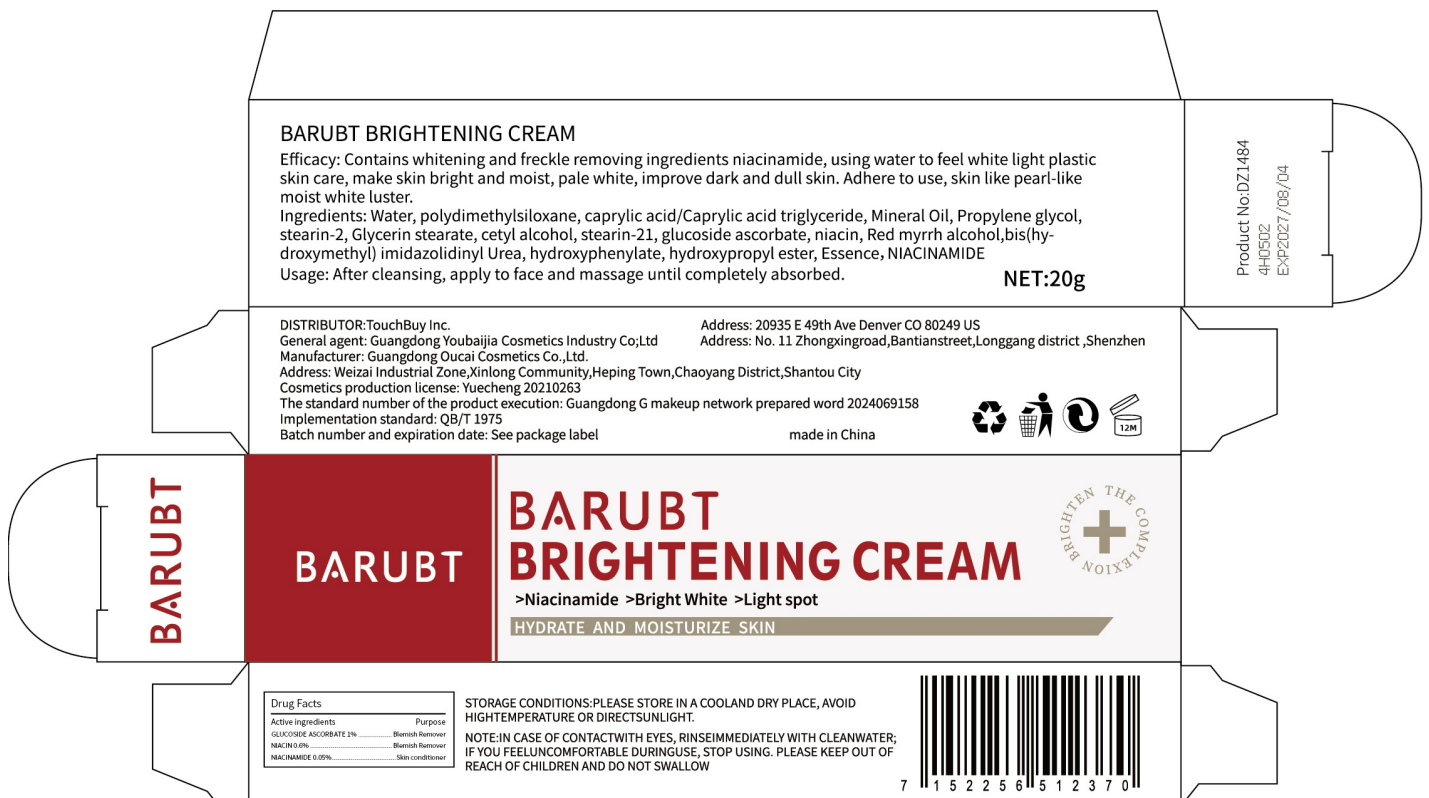 BARUBT BRIGHTENING CREAM
Efficacy: Contains whitening and freckle removing ingredients niacinamide, using water to feel white light plastic
skin care, make skin bright and moist, pale white, improve dark and dull skin. Adhere to use, skin like pearl-like
moist white luster.
Ingredients: Water, polydimethylsiloxane, caprylic acid/Caprylic acid triglyceride, Mineral Oil, Propylene glycol,
stearin-2, Glycerin stearate, cetyl alcohol, stearin-21, glucoside ascorbate, niacin, Red myrrh alcohol,bis(hy-
droxymethyl) imidazolidinyl Urea, hydroxyphenylate, hydroxypropyl ester, Essence, NIACINAMIDE
Usage: After cleansing, apply to face and massage until completely absorbed.
NET:20g
Product No:DZ1484
4H0502
EXP2027/08/04
DISTRIBUTOR:TouchBuy Inc.
Address: 20935 E 49th Ave Denver CO 80249 US
General agent: Guangdong Youbaijia Cosmetics Industry Co;Ltd
Address: No. 11 Zhongxingroad,Bantianstreet,Longgang district ,Shenzhen
Manufacturer: Guangdong Oucai Cosmetics Co.,Ltd.
Address: Weizai Industrial Zone,Xinlong Community,Heping Town,Chaoyang District,Shantou City
Cosmetics production license: Yuecheng 20210263
The standard number of the product execution: Guangdong G makeup network prepared word 2024069158
Implementation standard: QB/T 1975
Batch number and expiration date: See package label
made in China
12M
BARUBT
BARUBT
BARUBT
BRIGHTENING CREAM
>Niacinamide >Bright White >Light spot
HYDRATE AND MOISTURIZE SKIN
BRIGHTEN THE COMPLEXION
Drug Facts
Active ingredients Purpose
GLUCOSIDE ASCORBATE 1% .............. Blemish Remover
NIACIN 0.6% .................................. Blemish Remover
NIACINAMIDE 0.05%.......................... Skin conditioner
STORAGE CONDITIONS:PLEASE STORE IN A COOLAND DRY PLACE, AVOID
HIGHTEMPERATURE OR DIRECTSUNLIGHT.
NOTE:IN CASE OF CONTACTWITH EYES, RINSEIMMEDIATELY WITH CLEANWATER;
IF YOU FEELUNCOMFORTABLE DURINGUSE, STOP USING. PLEASE KEEP OUT OF
REACH OF CHILDREN AND DO NOT SWALLOW
7 152256512370